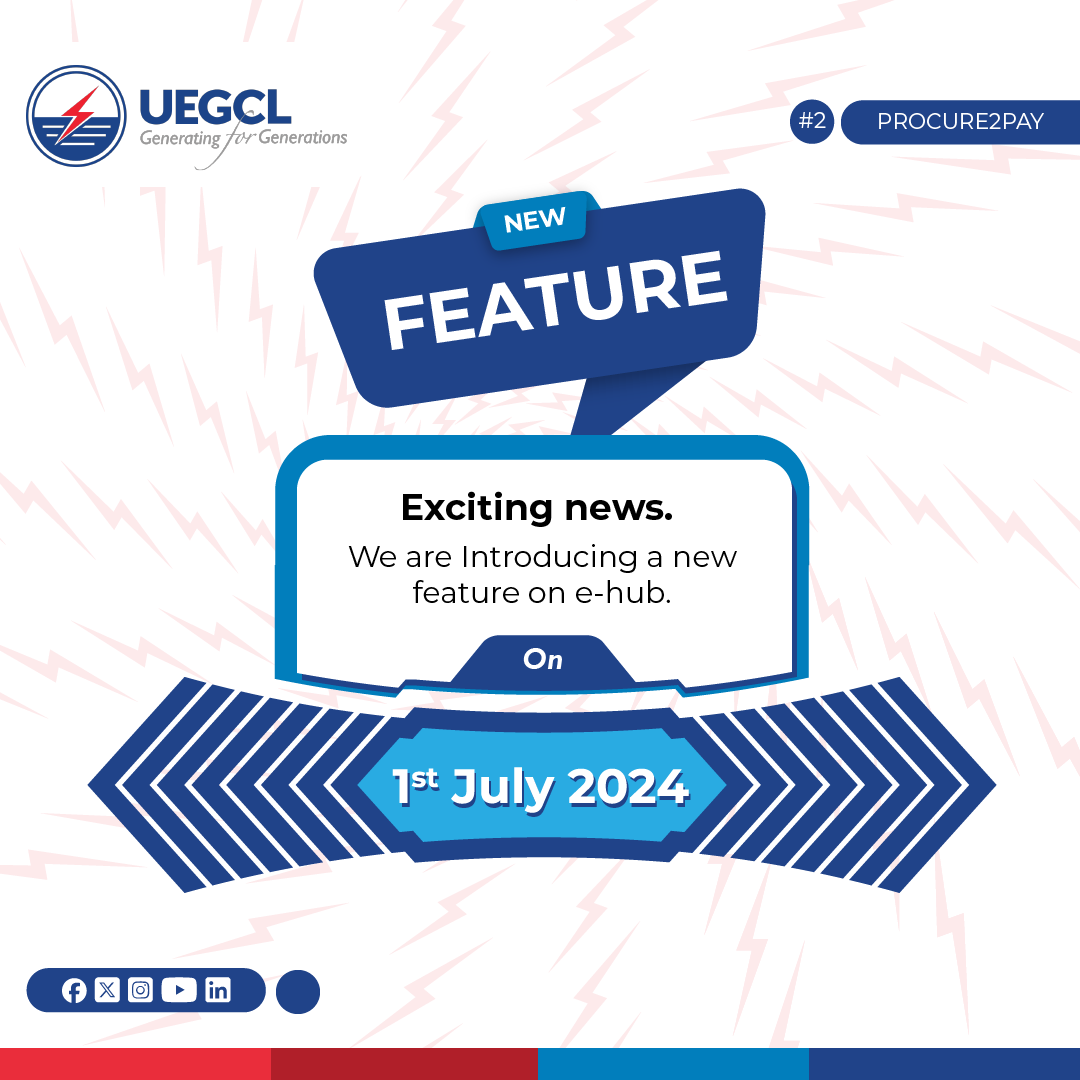 UEGCL
Generating for Generations
#2
PROCURE2PAY
NEW
FEATURE
Exciting news.
We are Introducing a new
feature on e-hub.
On
1st July 2024